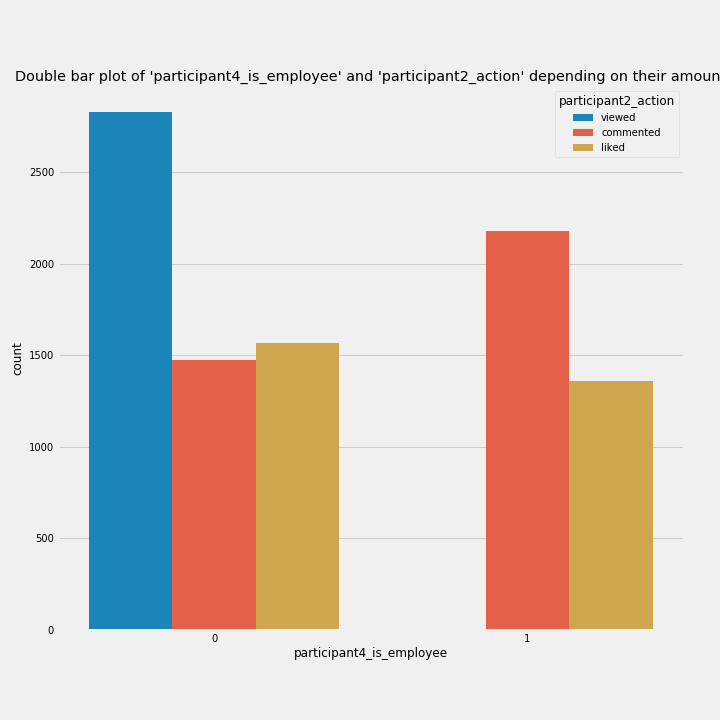 Double bar plot of 'participant4_is_employee' and 'participant2_action' depending on their amoun
participant2_action
viewed
commented
liked
2500
2000
1500
1000
500
0
count
0 1
participant4_is_employee